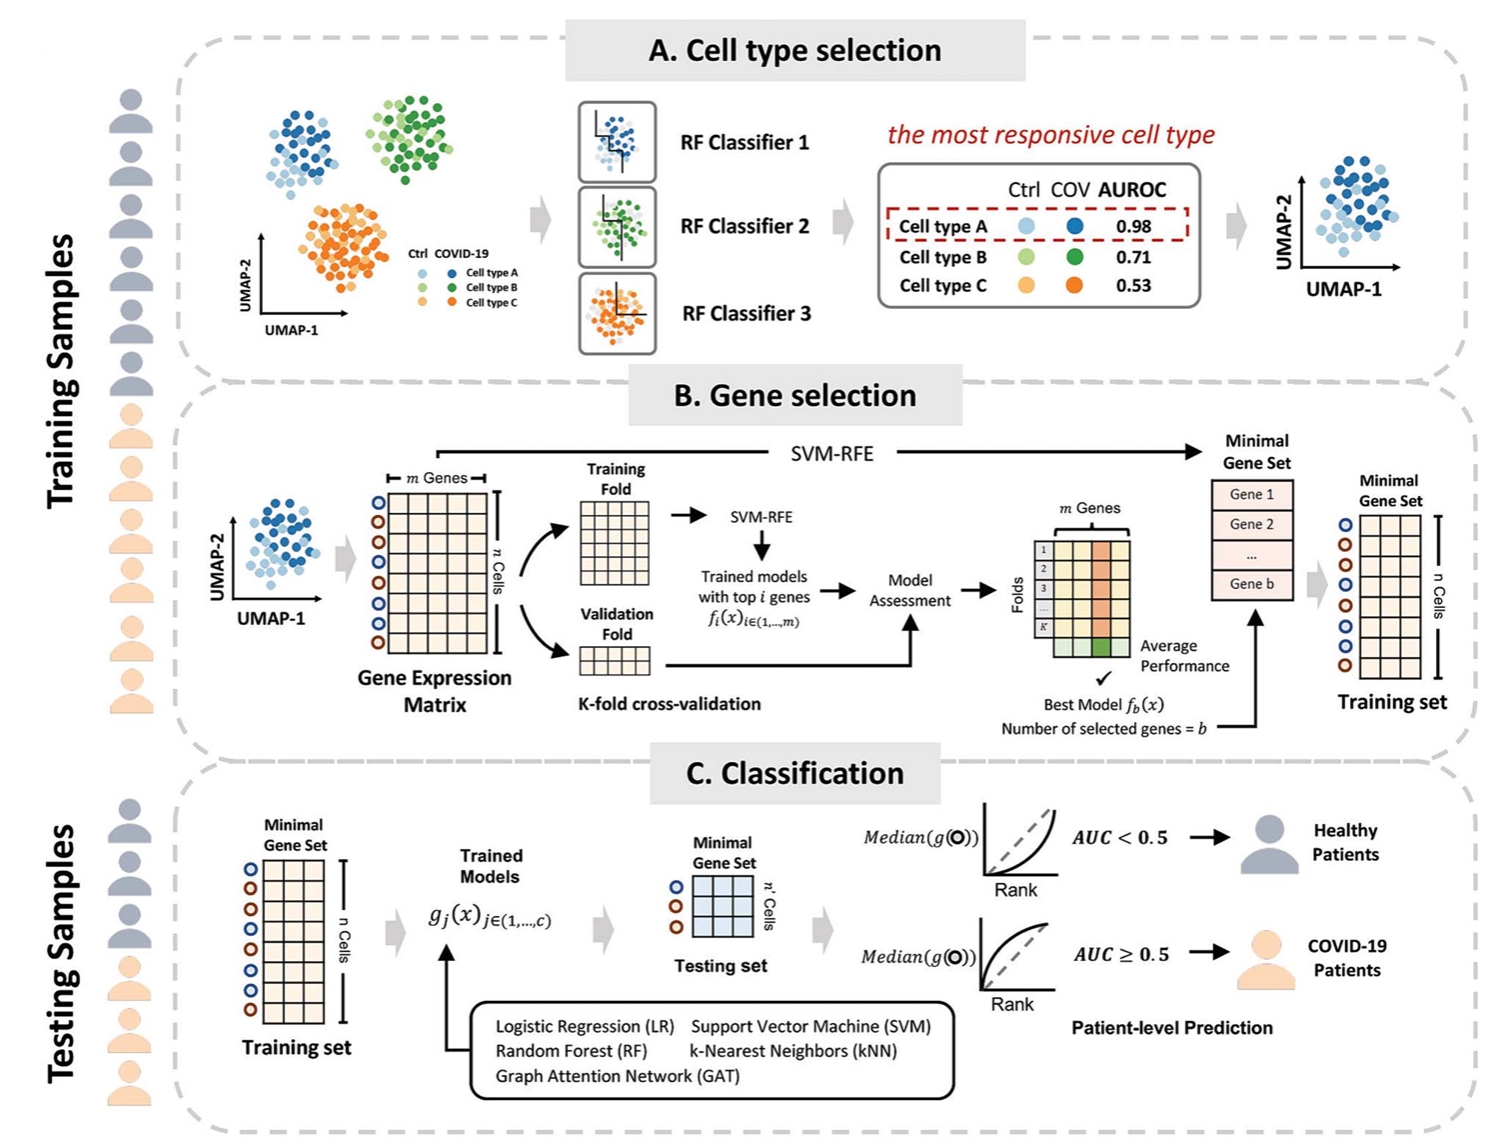 Training Samples
A. Cell type selection
UMAP-2
UMAP-1
Ctrl COVID-19
Cell type A
Cell type B
Cell type C
RF Classifier 1
RF Classifier 2
RF Classifier 3
the most responsive cell type
Ctrl COV AUROC
Cell type A 0.98
Cell type B 0.71
Cell type C 0.53
UMAP-2
UMAP-1
B. Gene selection
SVM-RFE
UMAP-2
UMAP-1
m Genes
n Cells
Gene Expression
Matrix
Training
Fold
Validation
Fold
K-fold cross-validation
SVM-RFE
Trained models
with top i genes
fᵢ(x)ᵢ∈(1,...,m)
Model
Assessment
m Genes
Folds
1
2
3
...
K
Average
Performance
✓
Best Model f_b(x)
Number of selected genes = b
Minimal
Gene Set
Gene 1
Gene 2
...
Gene b
Minimal
Gene Set
n Cells
Training set
Testing Samples
C. Classification
Minimal
Gene Set
n Cells
Training set
Trained
Models
gⱼ(x)ⱼ∈(1,...,c)
Logistic Regression (LR) Support Vector Machine (SVM)
Random Forest (RF) k-Nearest Neighbors (kNN)
Graph Attention Network (GAT)
Minimal
Gene Set
n' Cells
Testing set
Median(g(O))
Rank
AUC < 0.5
Healthy
Patients
Median(g(O))
Rank
AUC ≥ 0.5
COVID-19
Patients
Patient-level Prediction